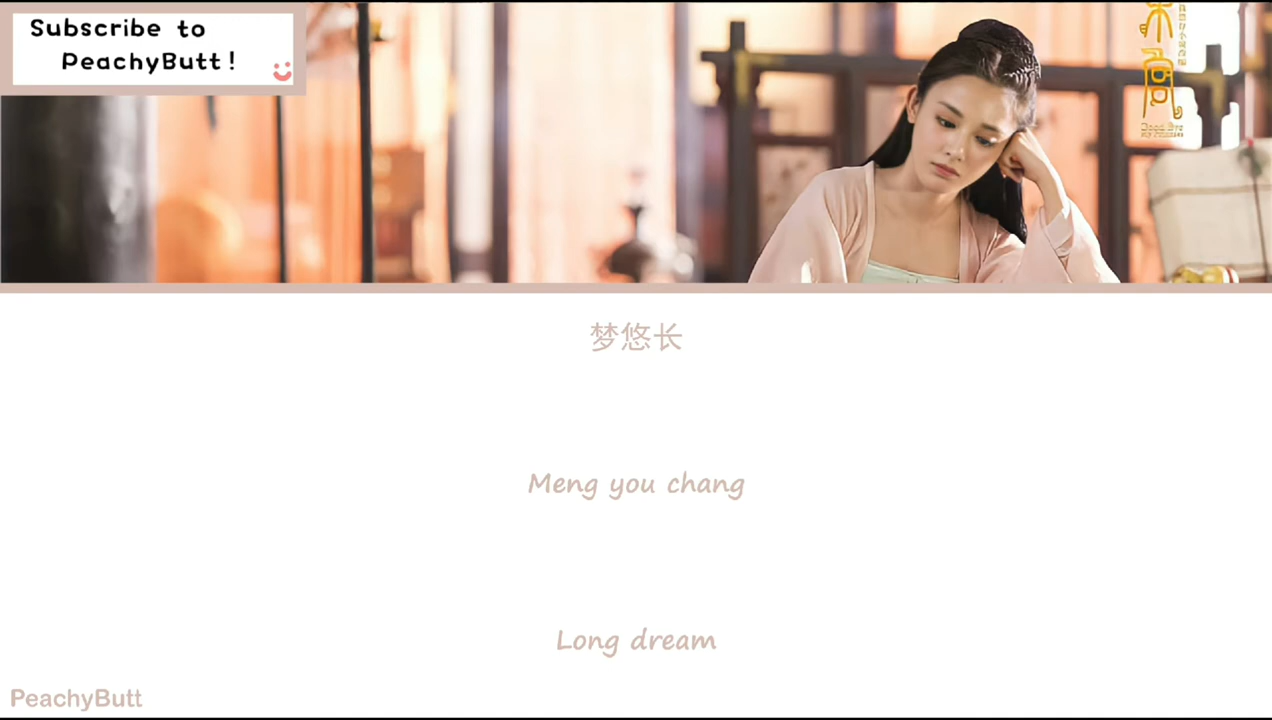 Subscribe to
PeachyButt!
梦悠长
Meng you chang
Long dream
PeachyButt